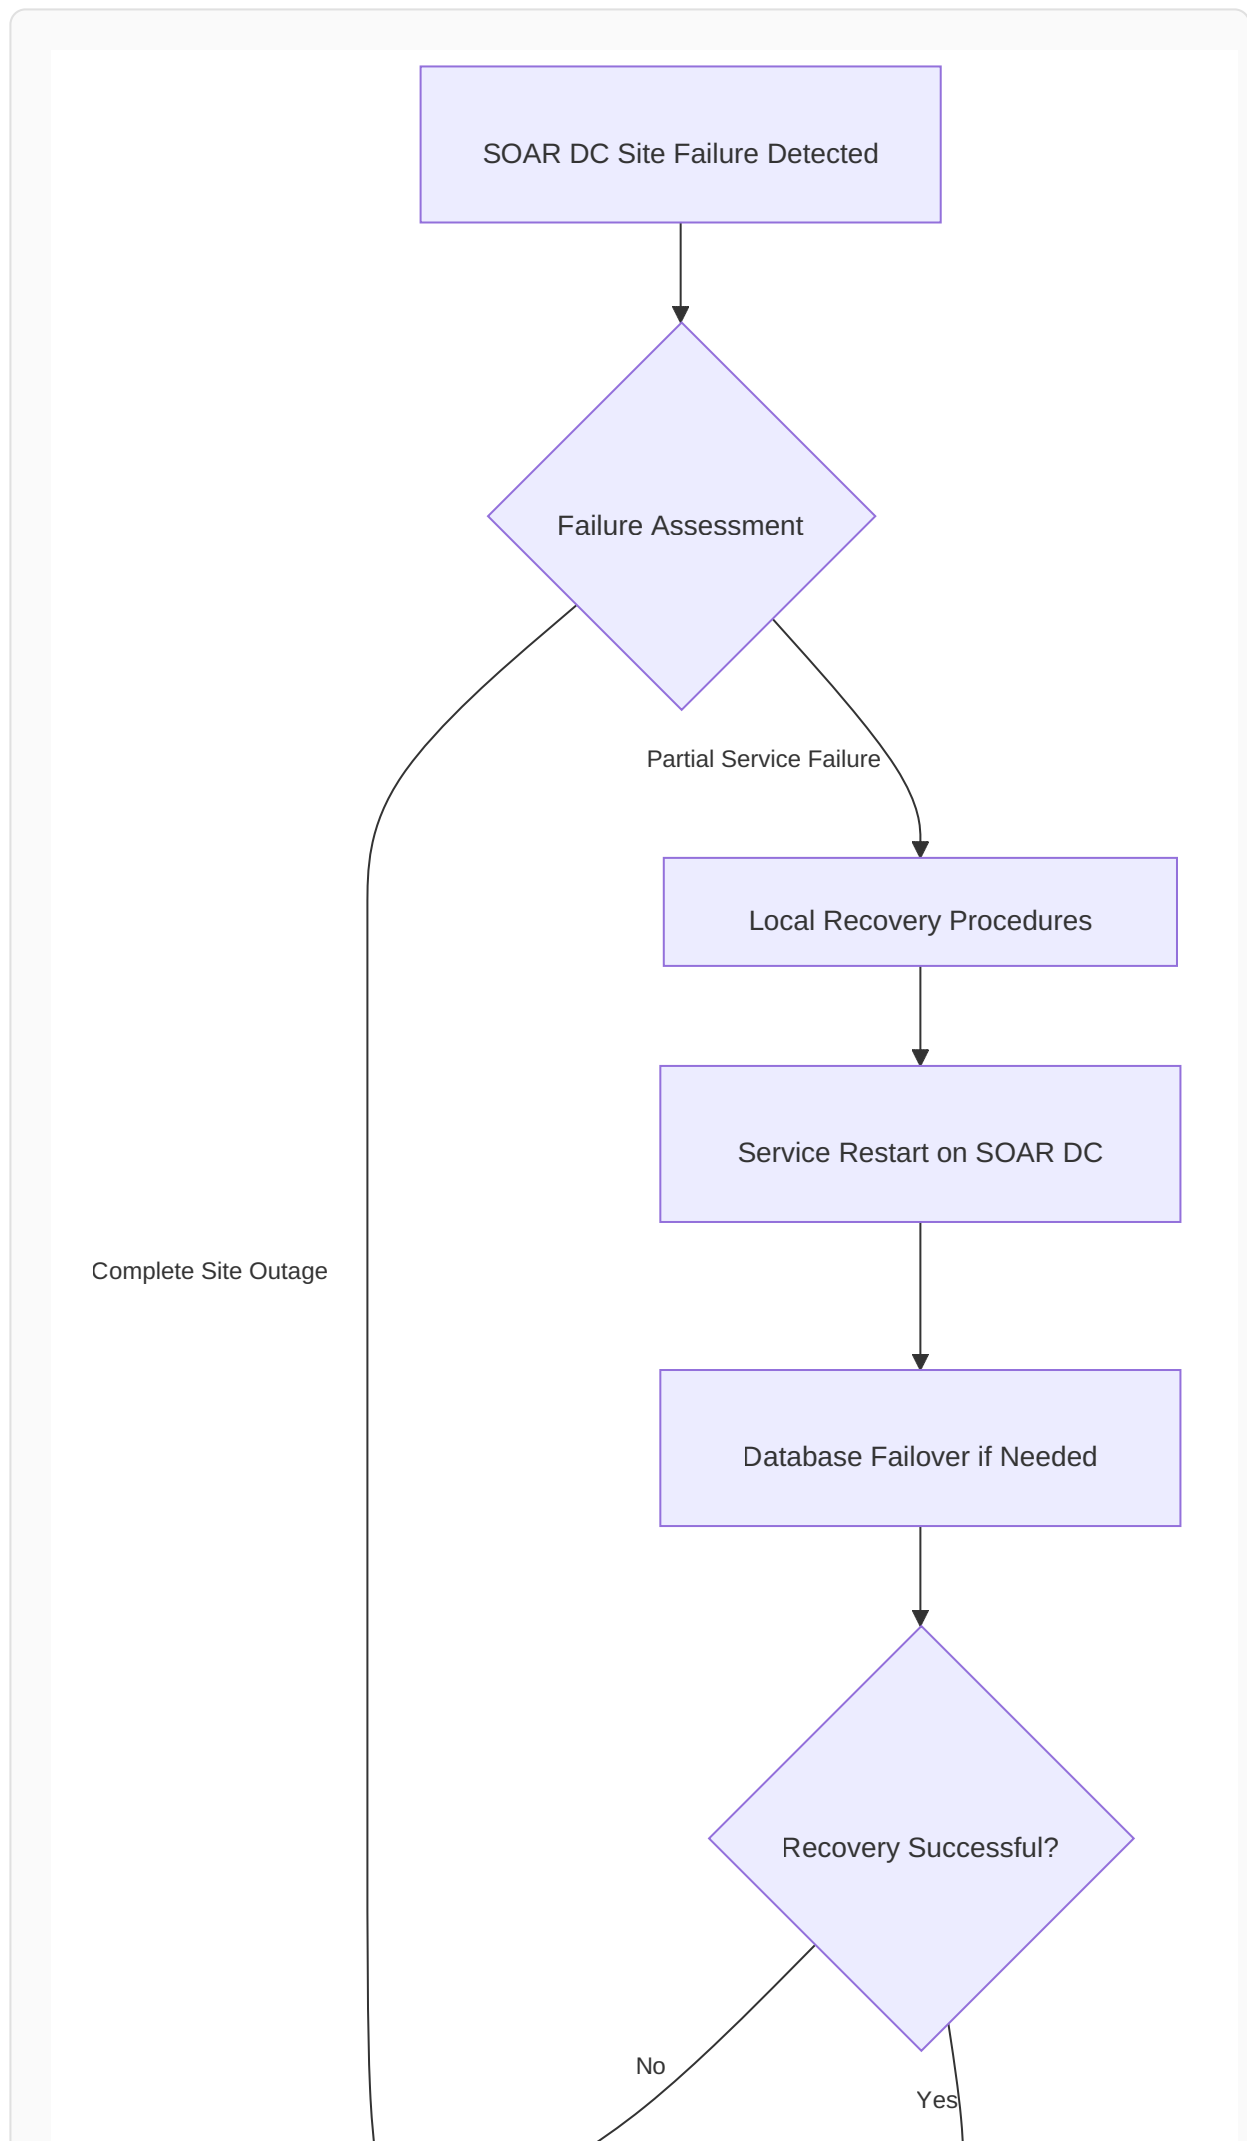 SOAR DC Site Failure Detected
Failure Assessment
Partial Service Failure
Local Recovery Procedures
Service Restart on SOAR DC
Complete Site Outage
Database Failover if Needed
Recovery Successful?
No
Yes